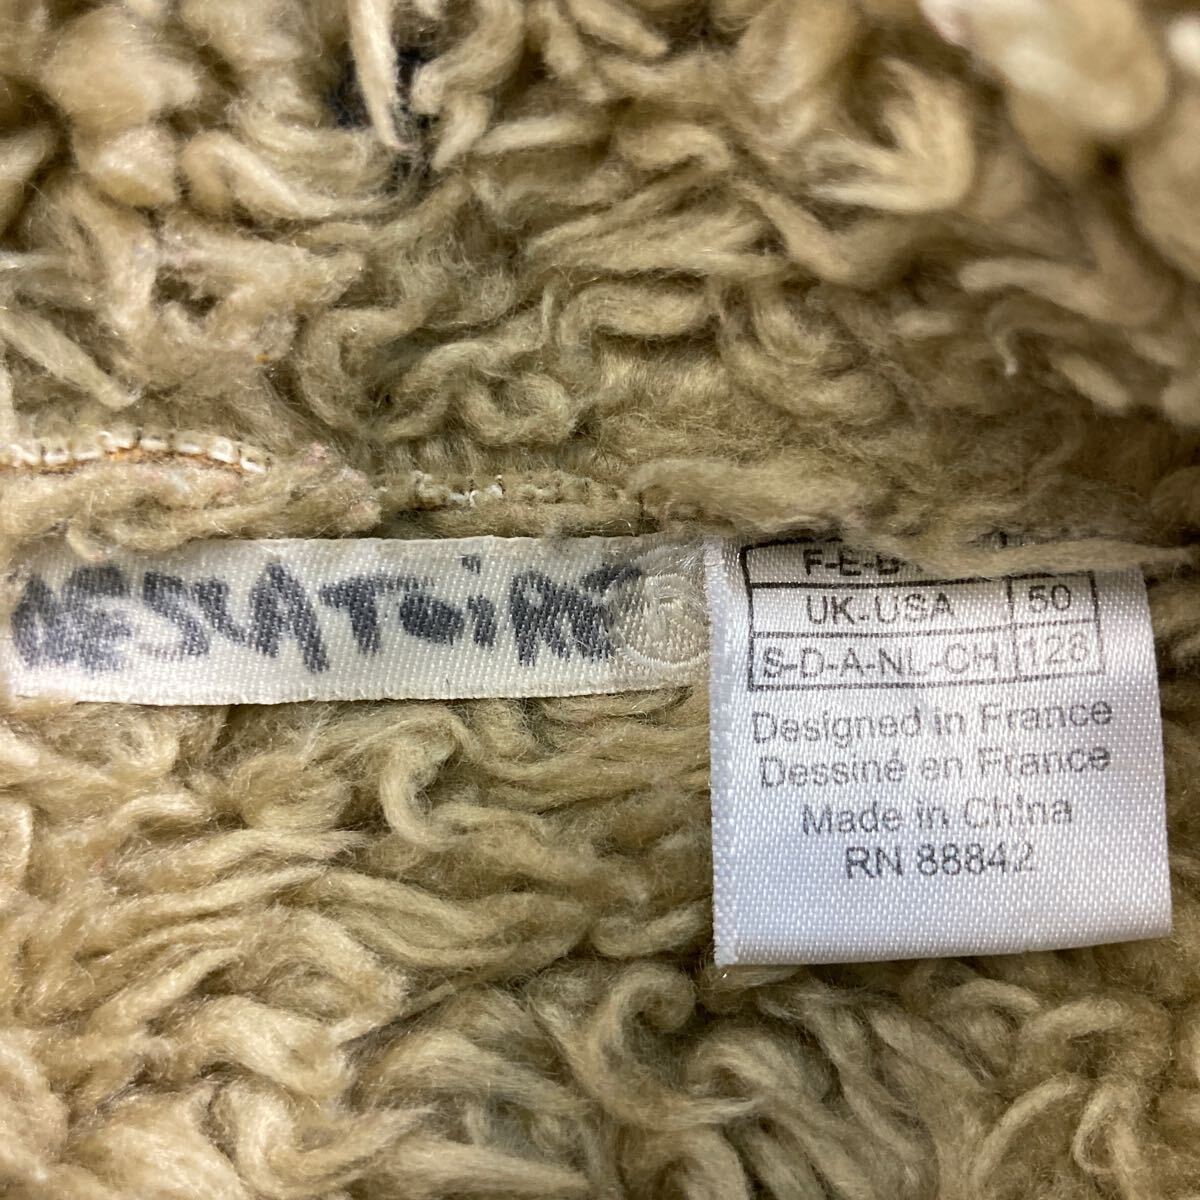 UK-USA 50
S-D-A-NL-CH 128
Designed in France
Dessiné en France
Made in China
RN 88842